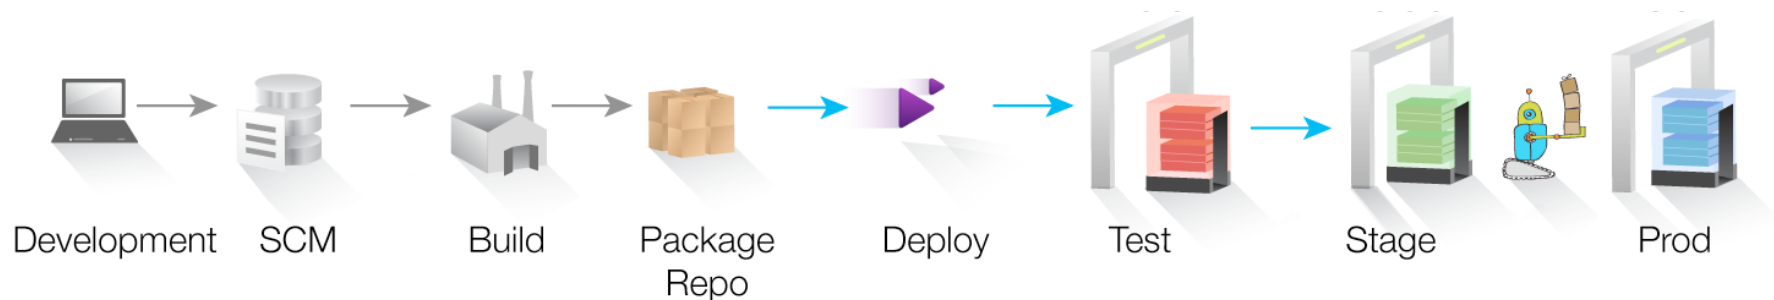 Development
SCM
Build
Package
Repo
Deploy
Test
Stage
Prod